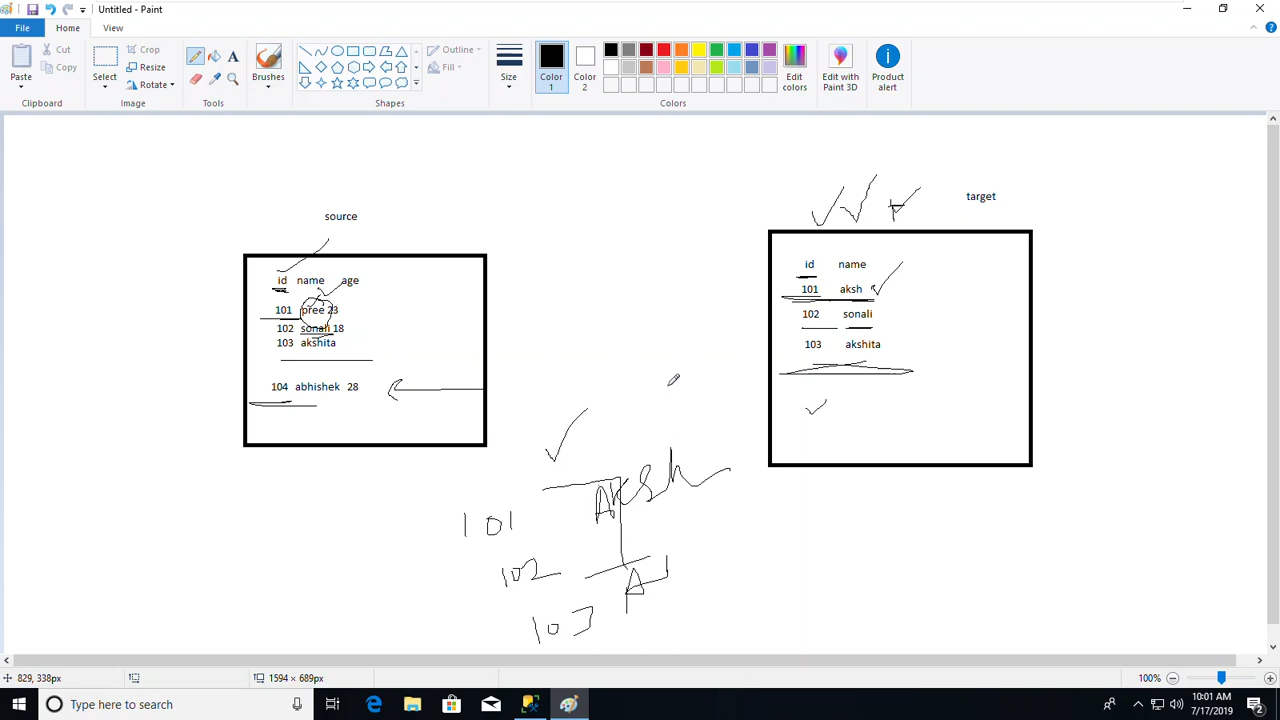 Untitled - Paint
File Home View
Paste
Cut
Copy
Clipboard
Select
Crop
Resize
Rotate
Image
A
Tools
Brushes
Shapes
Outline
Fill
Size
Color 1
Color 2
Edit colors
Colors
Edit with Paint 3D
Product alert
source
id name age
101 pree 23
102 sonali 18
103 akshita
104 abhishek 28
target
id name
101 aksh
102 sonali
103 akshita
Aksh
101
102 A
103
829, 338px
1594 × 689px
100%
Type here to search
10:01 AM
7/17/2019
2